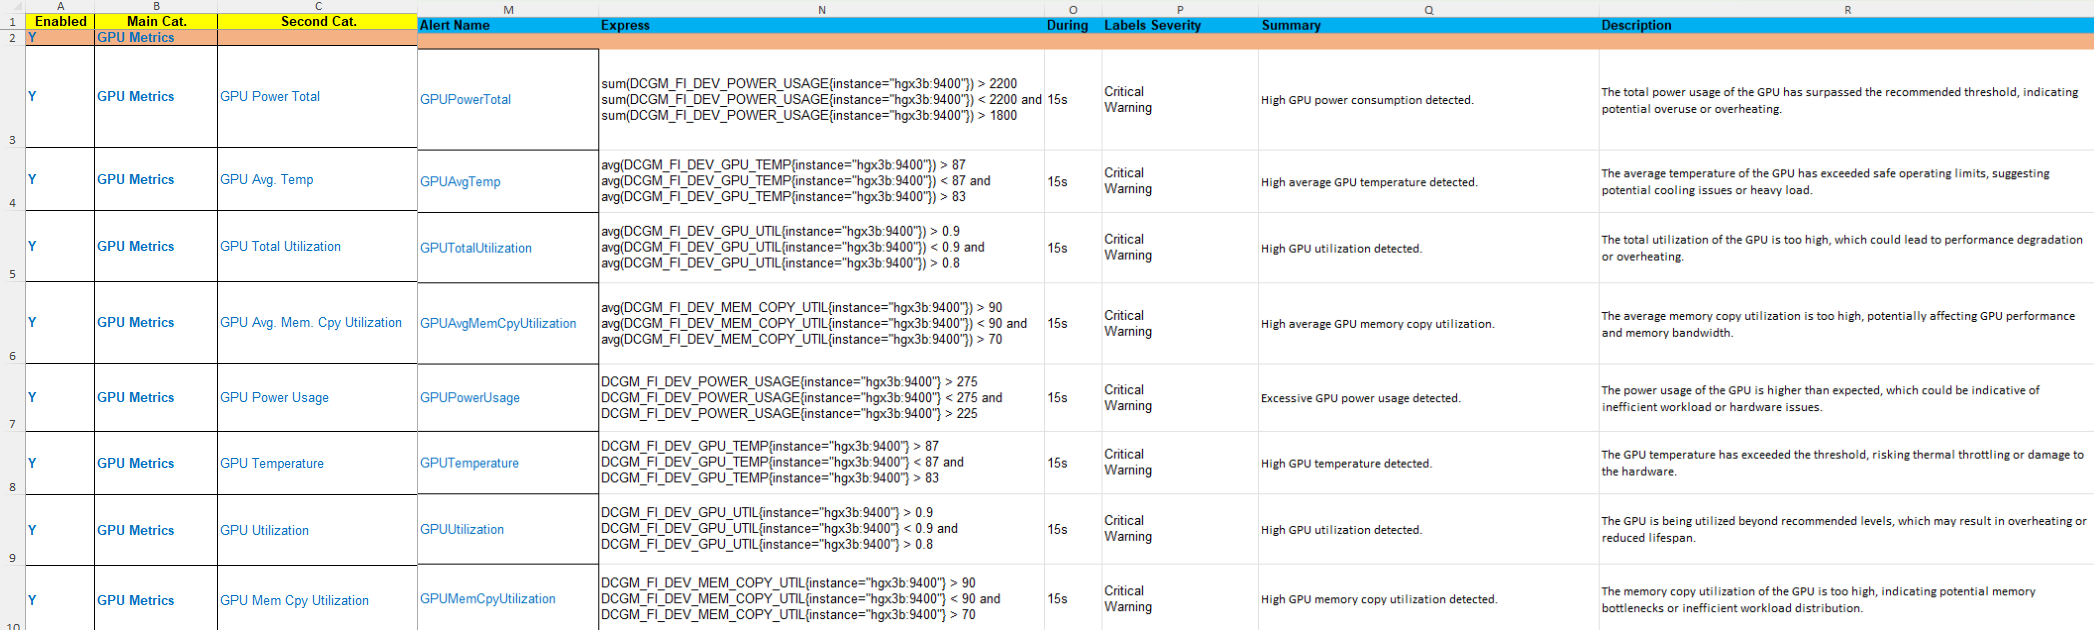 A B C M N O P Q R
1 Enabled Main Cat. Second Cat. Alert Name Express During Labels Severity Summary Description
2 Y GPU Metrics
3 Y GPU Metrics GPU Power Total GPUPowerTotal
sum(DCGM_FI_DEV_POWER_USAGE{instance="hgx3b:9400"}) > 2200
sum(DCGM_FI_DEV_POWER_USAGE{instance="hgx3b:9400"}) < 2200 and
sum(DCGM_FI_DEV_POWER_USAGE{instance="hgx3b:9400"}) > 1800
15s
Critical
Warning
High GPU power consumption detected.
The total power usage of the GPU has surpassed the recommended threshold, indicating
potential overuse or overheating.
4 Y GPU Metrics GPU Avg. Temp GPUAvgTemp
avg(DCGM_FI_DEV_GPU_TEMP{instance="hgx3b:9400"}) > 87
avg(DCGM_FI_DEV_GPU_TEMP{instance="hgx3b:9400"}) < 87 and
avg(DCGM_FI_DEV_GPU_TEMP{instance="hgx3b:9400"}) > 83
15s
Critical
Warning
High average GPU temperature detected.
The average temperature of the GPU has exceeded safe operating limits, suggesting
potential cooling issues or heavy load.
5 Y GPU Metrics GPU Total Utilization GPUTotalUtilization
avg(DCGM_FI_DEV_GPU_UTIL{instance="hgx3b:9400"}) > 0.9
avg(DCGM_FI_DEV_GPU_UTIL{instance="hgx3b:9400"}) < 0.9 and
avg(DCGM_FI_DEV_GPU_UTIL{instance="hgx3b:9400"}) > 0.8
15s
Critical
Warning
High GPU utilization detected.
The total utilization of the GPU is too high, which could lead to performance degradation
or overheating.
6 Y GPU Metrics GPU Avg. Mem. Cpy Utilization GPUAvgMemCpyUtilization
avg(DCGM_FI_DEV_MEM_COPY_UTIL{instance="hgx3b:9400"}) > 90
avg(DCGM_FI_DEV_MEM_COPY_UTIL{instance="hgx3b:9400"}) < 90 and
avg(DCGM_FI_DEV_MEM_COPY_UTIL{instance="hgx3b:9400"}) > 70
15s
Critical
Warning
High average GPU memory copy utilization.
The average memory copy utilization is too high, potentially affecting GPU performance
and memory bandwidth.
7 Y GPU Metrics GPU Power Usage GPUPowerUsage
DCGM_FI_DEV_POWER_USAGE{instance="hgx3b:9400"} > 275
DCGM_FI_DEV_POWER_USAGE{instance="hgx3b:9400"} < 275 and
DCGM_FI_DEV_POWER_USAGE{instance="hgx3b:9400"} > 225
15s
Critical
Warning
Excessive GPU power usage detected.
The power usage of the GPU is higher than expected, which could be indicative of
inefficient workload or hardware issues.
8 Y GPU Metrics GPU Temperature GPUTemperature
DCGM_FI_DEV_GPU_TEMP{instance="hgx3b:9400"} > 87
DCGM_FI_DEV_GPU_TEMP{instance="hgx3b:9400"} < 87 and
DCGM_FI_DEV_GPU_TEMP{instance="hgx3b:9400"} > 83
15s
Critical
Warning
High GPU temperature detected.
The GPU temperature has exceeded the threshold, risking thermal throttling or damage to
the hardware.
9 Y GPU Metrics GPU Utilization GPUUtilization
DCGM_FI_DEV_GPU_UTIL{instance="hgx3b:9400"} > 0.9
DCGM_FI_DEV_GPU_UTIL{instance="hgx3b:9400"} < 0.9 and
DCGM_FI_DEV_GPU_UTIL{instance="hgx3b:9400"} > 0.8
15s
Critical
Warning
High GPU utilization detected.
The GPU is being utilized beyond recommended levels, which may result in overheating or
reduced lifespan.
10 Y GPU Metrics GPU Mem Cpy Utilization GPUMemCpyUtilization
DCGM_FI_DEV_MEM_COPY_UTIL{instance="hgx3b:9400"} > 90
DCGM_FI_DEV_MEM_COPY_UTIL{instance="hgx3b:9400"} < 90 and
DCGM_FI_DEV_MEM_COPY_UTIL{instance="hgx3b:9400"} > 70
15s
Critical
Warning
High GPU memory copy utilization detected.
The memory copy utilization of the GPU is too high, indicating potential memory
bottlenecks or inefficient workload distribution.